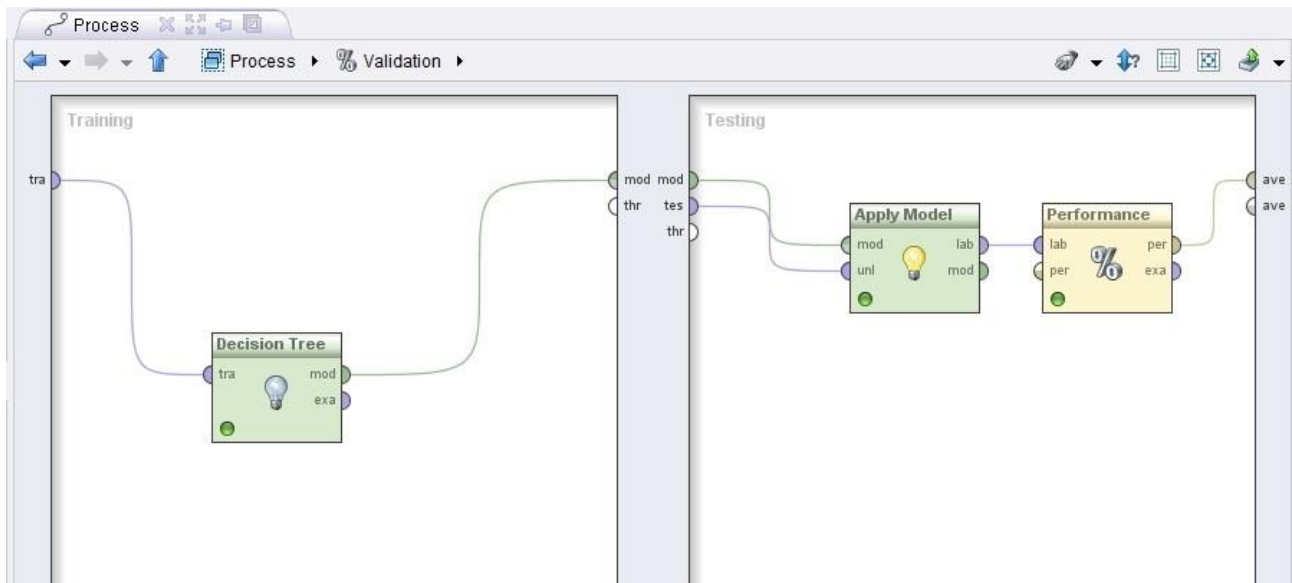 Process
Process Validation
Training
Testing
tra
mod mod
thr tes
thr
ave
ave
Decision Tree
tra mod
exa
Apply Model
mod lab
unl mod
Performance
% lab per
per exa